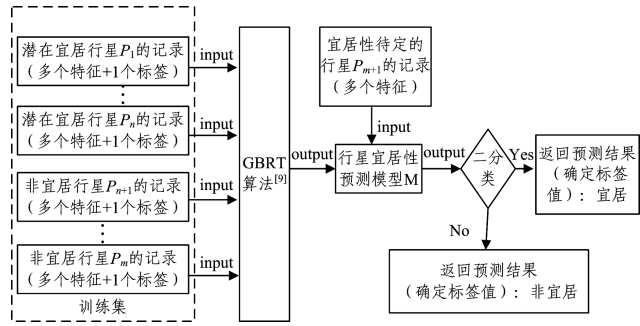 潜在宜居行星P1的记录
(多个特征+1个标签)
input
潜在宜居行星Pn的记录
(多个特征+1个标签)
input
非宜居行星Pn+1的记录
(多个特征+1个标签)
input
非宜居行星Pm的记录
(多个特征+1个标签)
input
训练集
GBRT
算法[9]
output
宜居性待定的
行星Pm+1的记录
(多个特征)
input
行星宜居性
预测模型M
output
二分
类
Yes
返回预测结果
(确定标签
值): 宜居
No
返回预测结果
(确定标签值): 非宜居